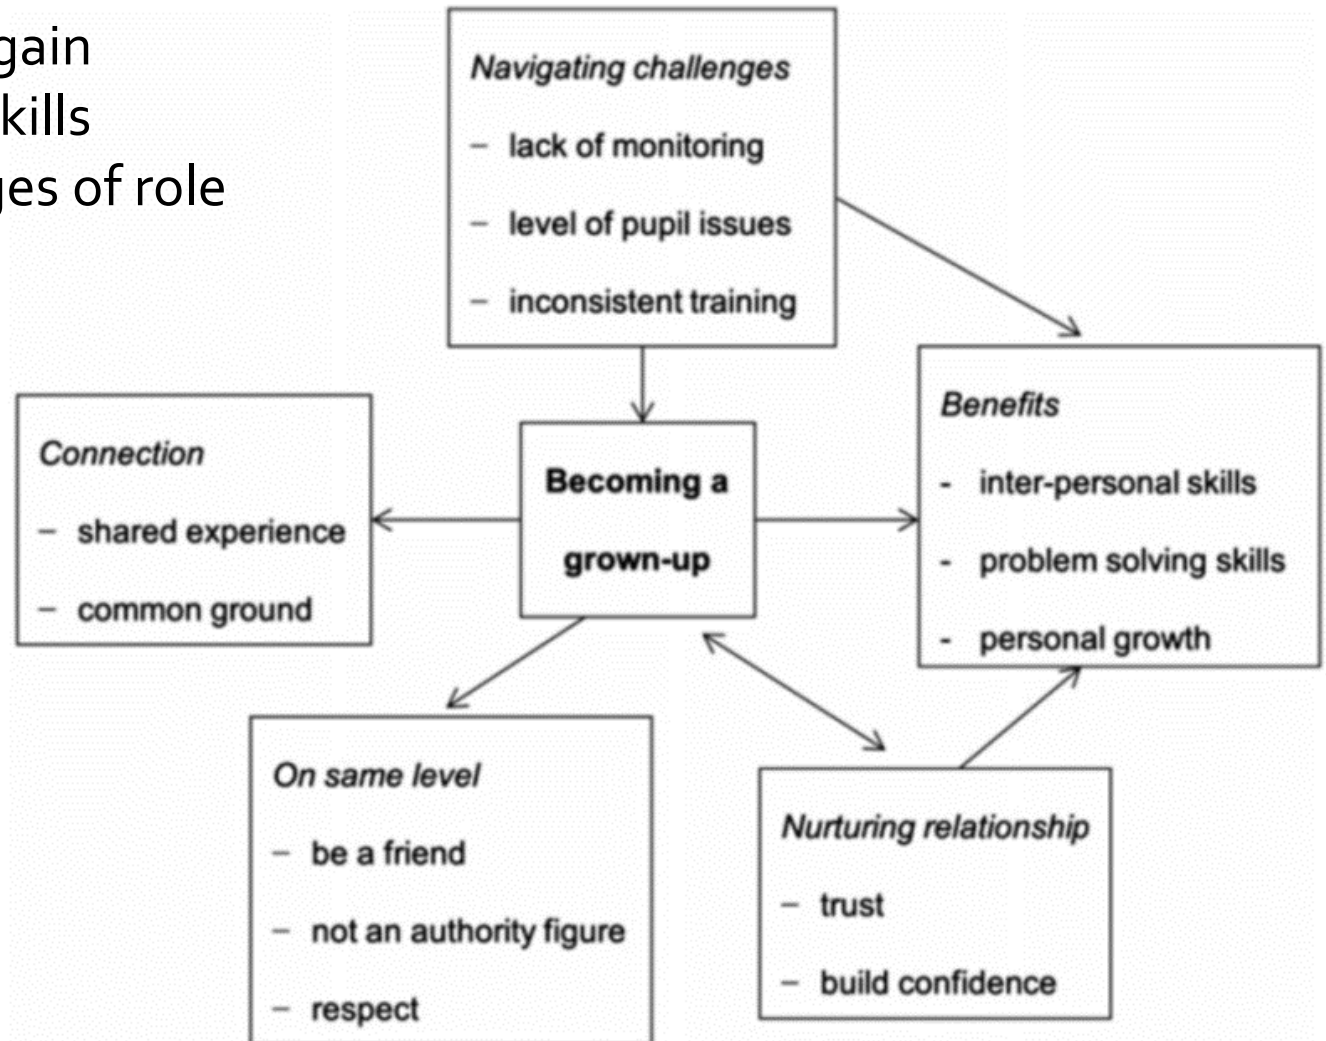 gain
kills
ges of role
Navigating challenges
– lack of monitoring
– level of pupil issues
– inconsistent training
Connection
– shared experience
– common ground
Becoming a
grown-up
Benefits
- inter-personal skills
- problem solving skills
- personal growth
On same level
– be a friend
– not an authority figure
– respect
Nurturing relationship
– trust
– build confidence